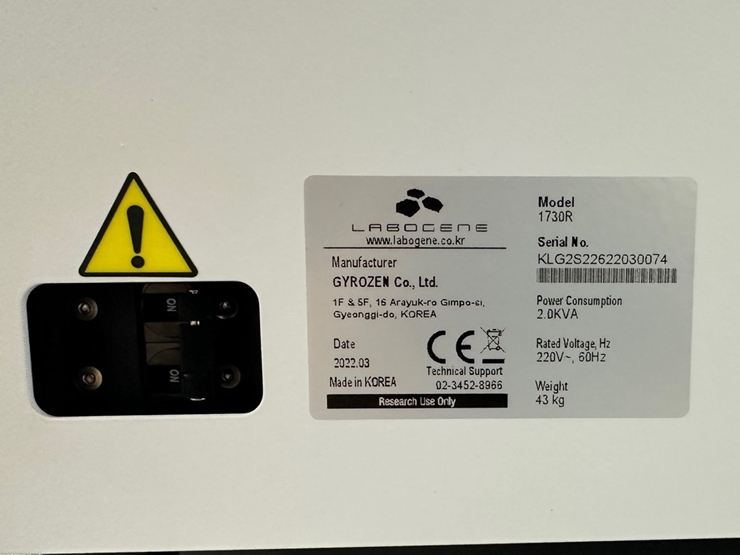 LABOGENE
www.labogene.co.kr
Manufacturer
GYROZEN Co., Ltd.
1F & 5F, 16 Arayuk-ro Gimpo-si,
Gyeonggi-do, KOREA
Date
2022.03
Made in KOREA
CE
Technical Support
02-3452-8966
Research Use Only
Model
1730R
Serial No.
KLG2S22622030074
Power Consumption
2.0KVA
Rated Voltage, Hz
220V~, 60Hz
Weight
43 kg
ON
ON